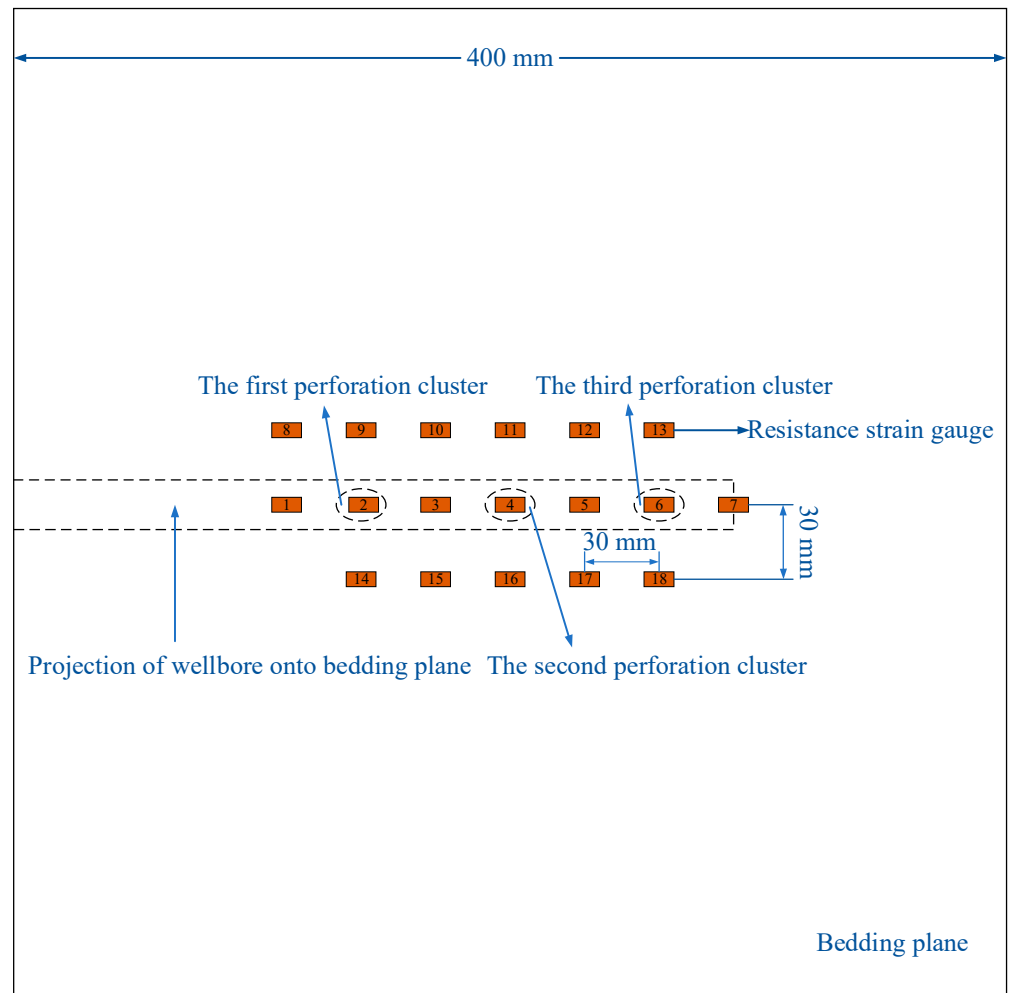 400 mm
The first perforation cluster
The third perforation cluster
8 9 10 11 12 13
Resistance strain gauge
1 2 3 4 5 6 7
30 mm
30 mm
14 15 16 17 18
Projection of wellbore onto bedding plane
The second perforation cluster
Bedding plane